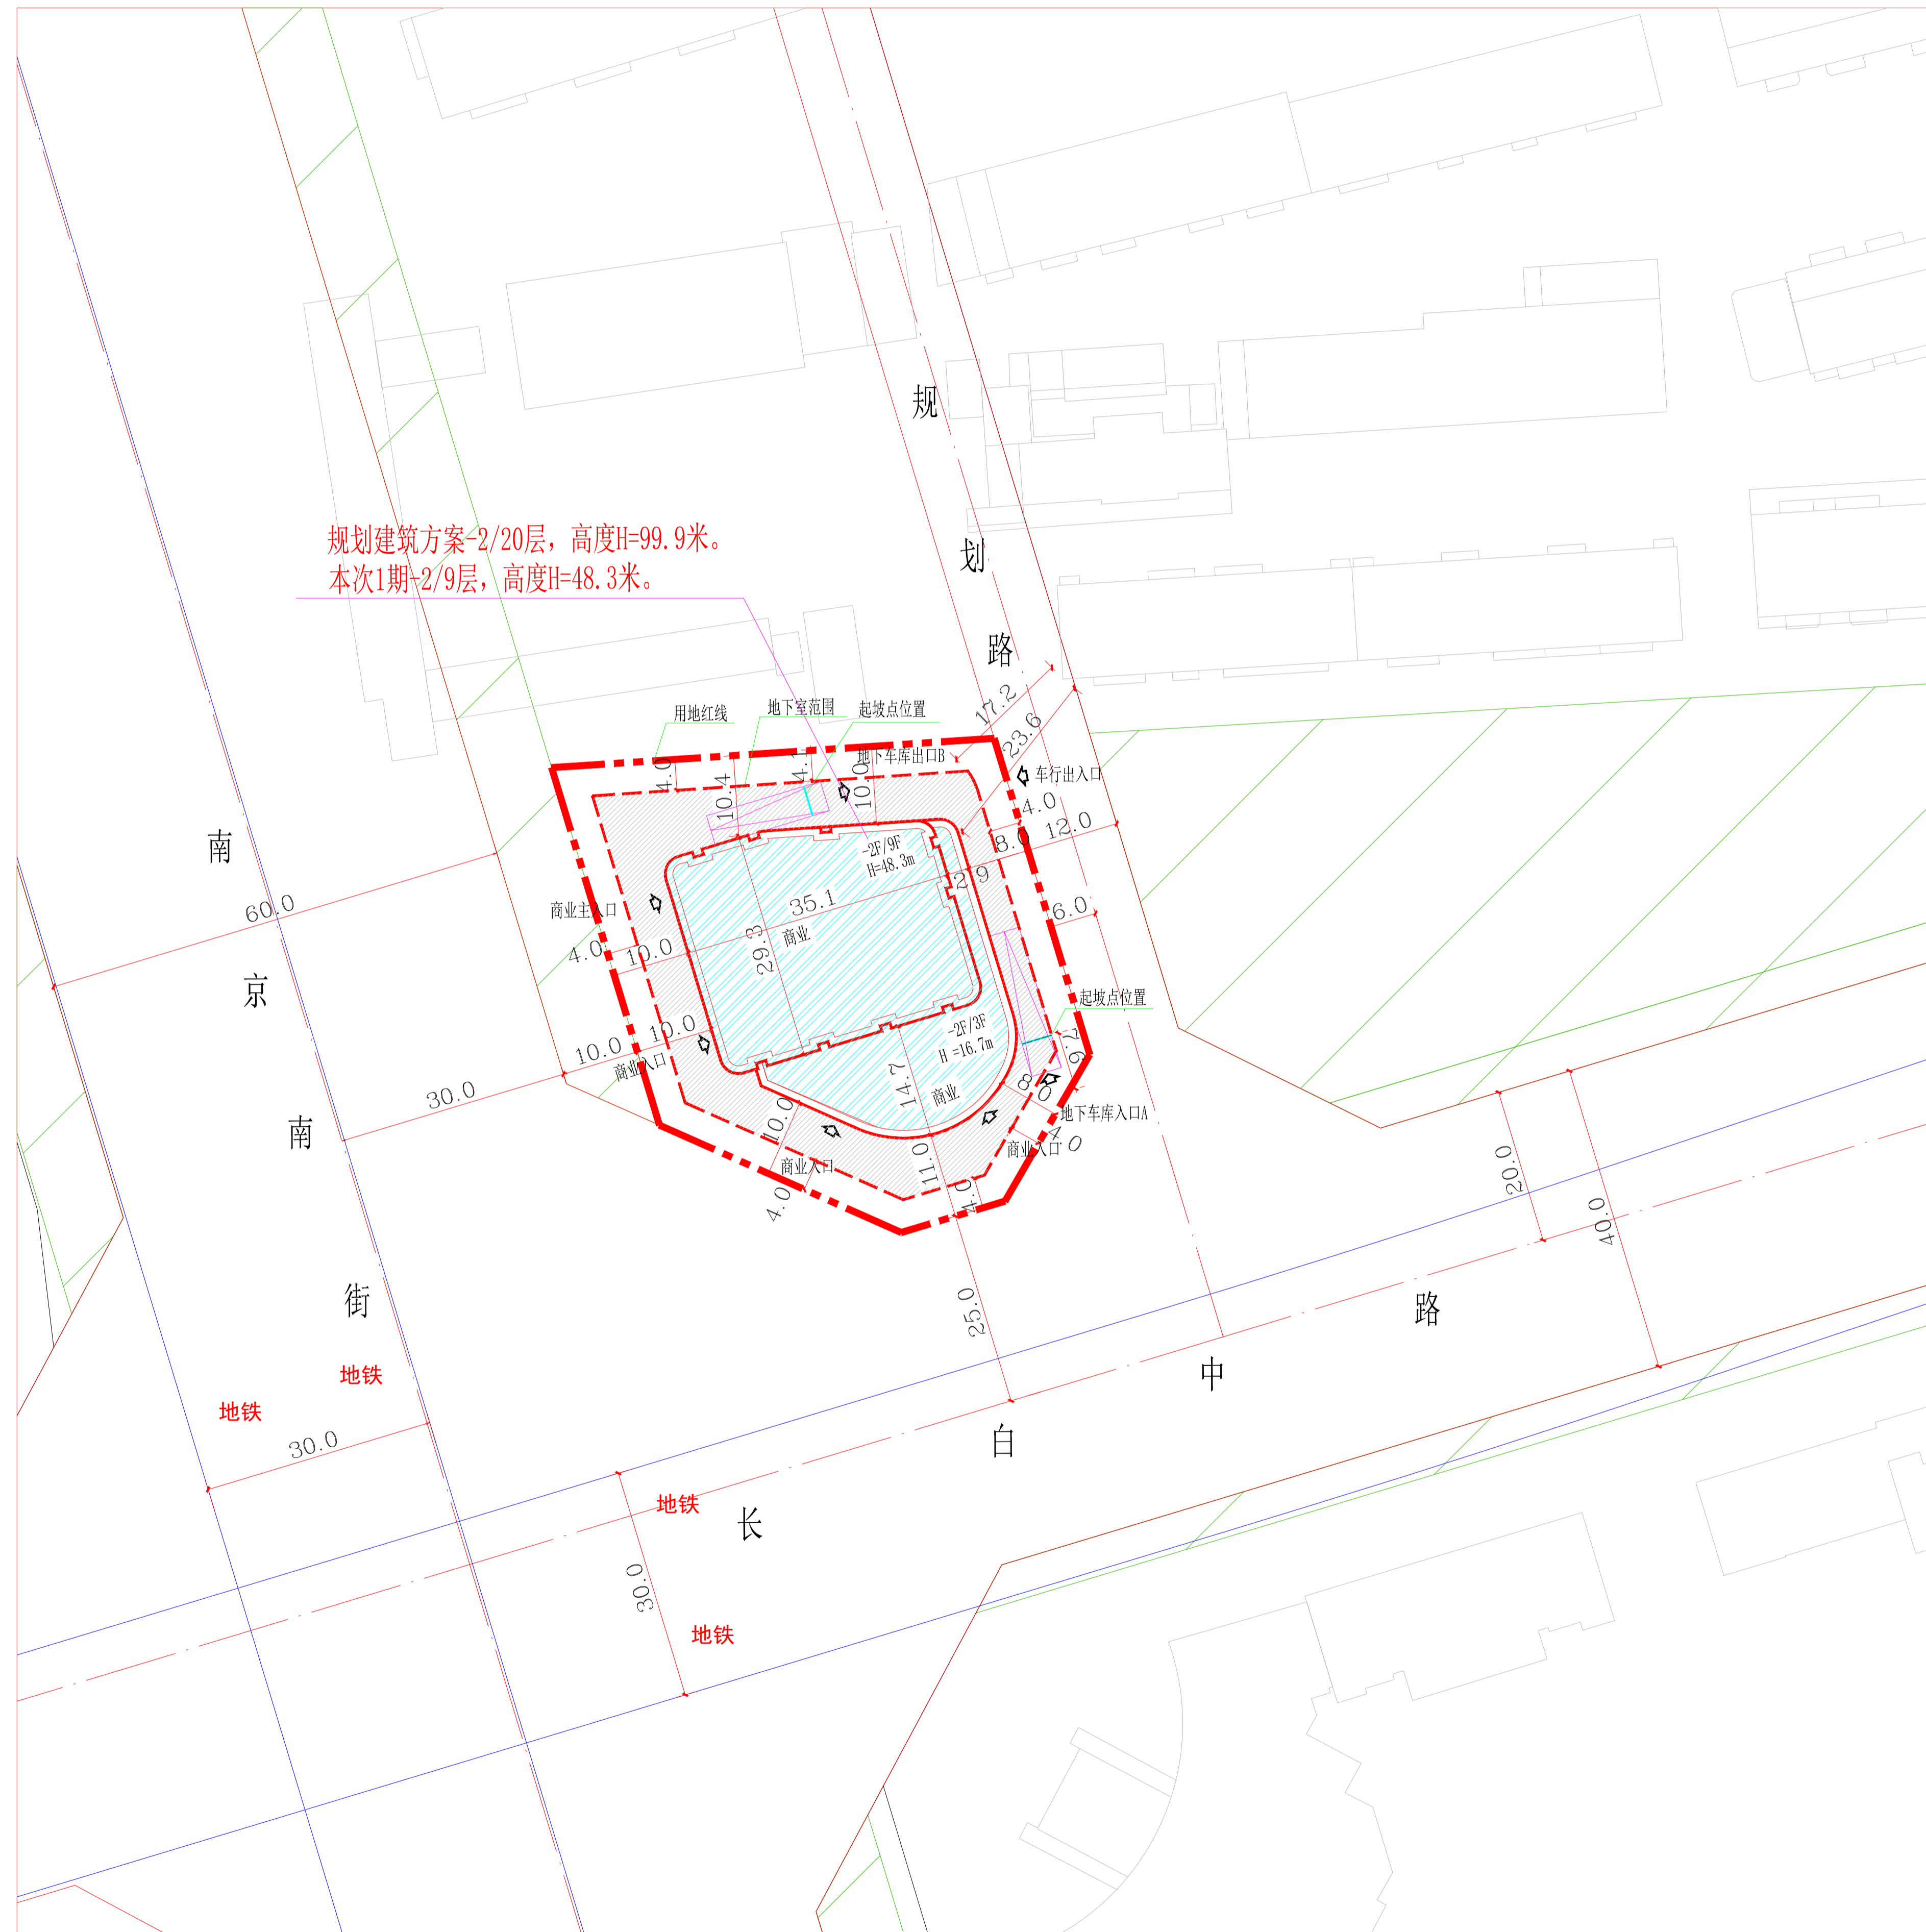 规划建筑方案-2/20层，高度H=99.9米。
本次1期-2/9层，高度H=48.3米。
规
划
路
17.2
23.6
用地红线
地下室范围
起坡点位置
地下车库出口B
4.0
10.4
4.1
10.0
车行出入口
4.0
8.0
12.0
-2F/9F
H=48.3m
2.9
35.1
商业
29.3
商业主入口
4.0
10.0
6.0
60.0
起坡点位置
-2F/3F
H =16.7m
9.7
10.0
10.0
商业入口
30.0
14.7
商业
8.0
地下车库入口A
4.0
商业入口
10.0
商业入口
4.0
11.0
4.0
25.0
20.0
40.0
南
京
南
街
地铁
地铁
30.0
地铁
30.0
地铁
长
白
中
路